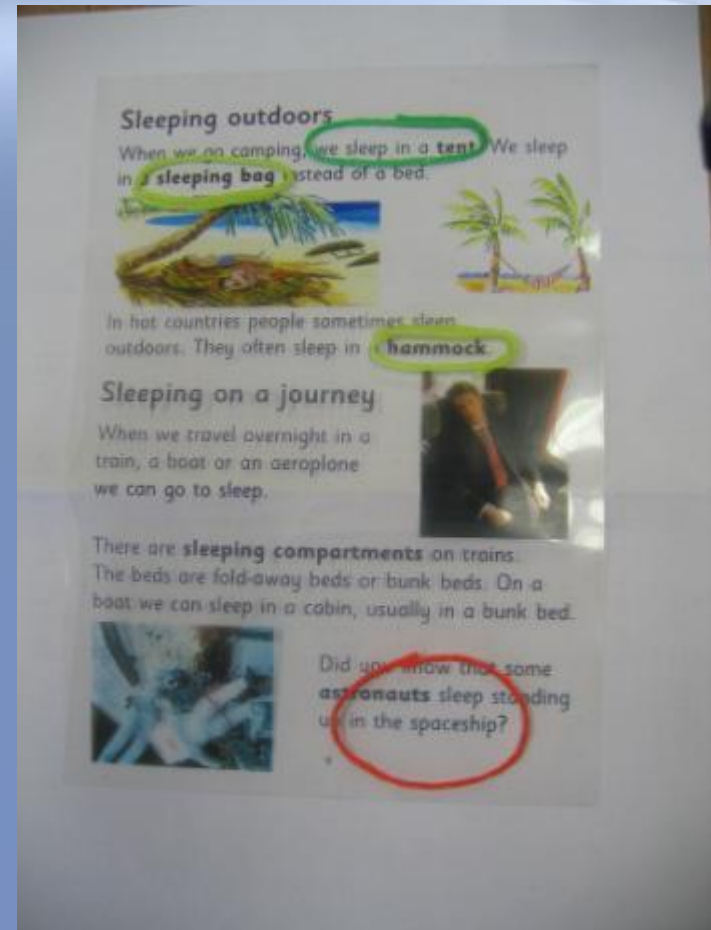 Sleeping outdoors
When we go camping, we sleep in a tent. We sleep
in a sleeping bag instead of a bed.
In hot countries people sometimes sleep
outdoors. They often sleep in a hammock.
Sleeping on a journey
When we travel overnight in a
train, a boat or an aeroplane
we can go to sleep.
There are sleeping compartments on trains.
The beds are fold-away beds or bunk beds. On a
boat we can sleep in a cabin, usually in a bunk bed.
Did you know that some
astronauts sleep standing
up in the spaceship?